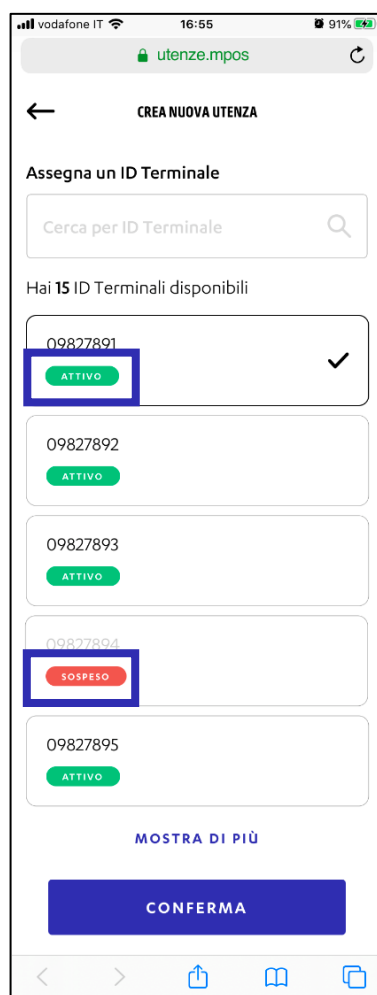 vodafone IT 16:55 91%
utenze.mpos
CREA NUOVA UTENZA
Assegna un ID Terminale
Cerca per ID Terminale
Hai 15 ID Terminali disponibili
09827891
ATTIVO
09827892
ATTIVO
09827893
ATTIVO
09827894
SOSPESO
09827895
ATTIVO
MOSTRA DI PIÙ
CONFERMA